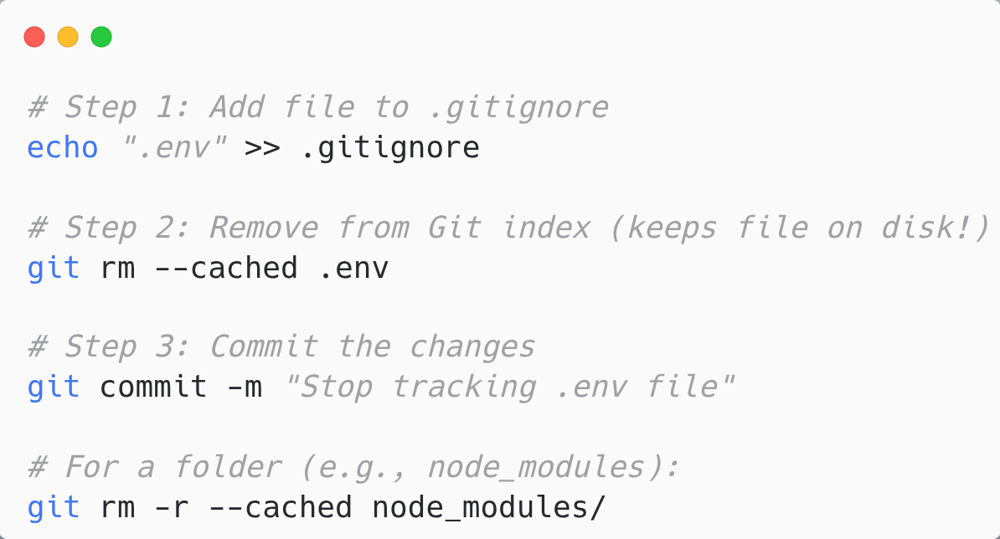 # Step 1: Add file to .gitignore
echo ".env" >> .gitignore
# Step 2: Remove from Git index (keeps file on disk!)
git rm --cached .env
# Step 3: Commit the changes
git commit -m "Stop tracking .env file"
# For a folder (e.g., node_modules):
git rm -r --cached node_modules/